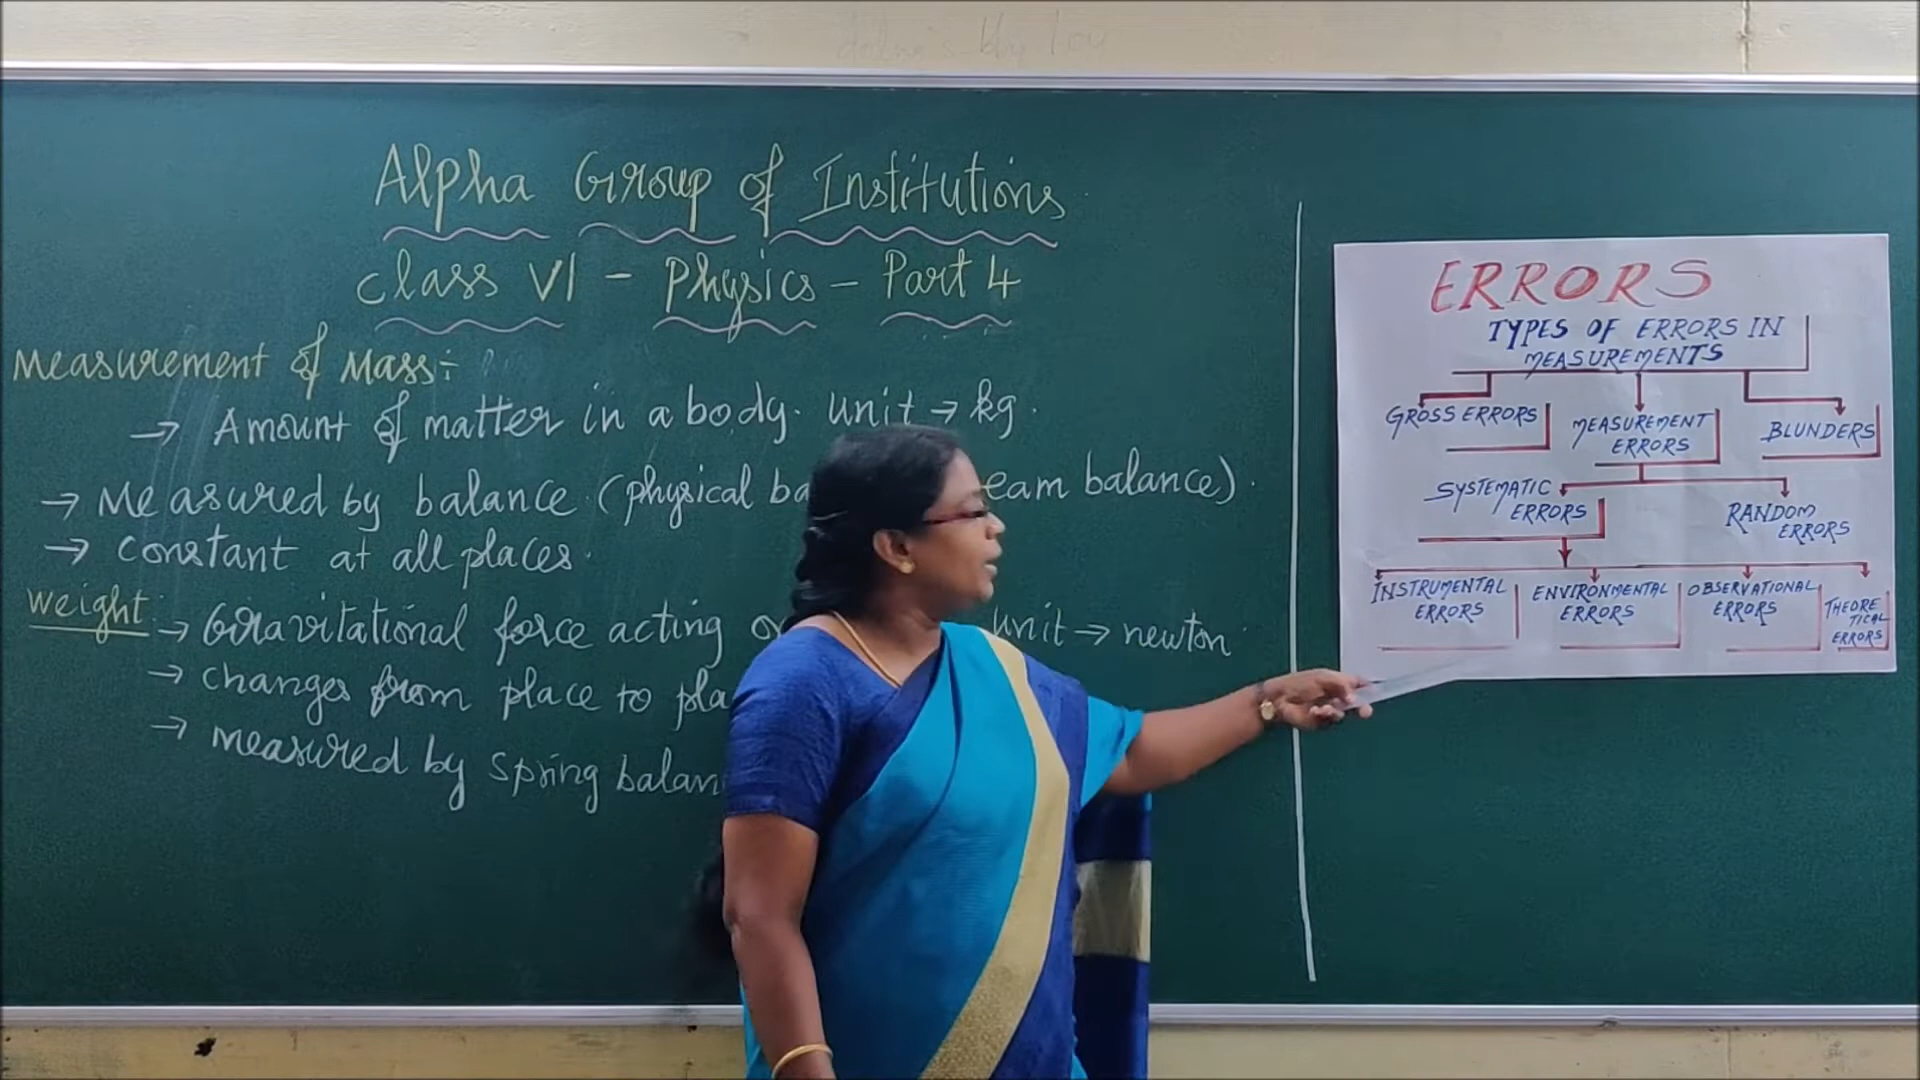 Alpha Group of Institutions
Class VI - Physics - Part 4
Measurement of Mass:-
→ Amount of matter in a body. unit → kg.
→ Measured by balance (physical ba eam balance).
→ constant at all places.
Weight: → Gravitational force acting o unit → newton
→ changes from place to pla
→ measured by spring balan
ERRORS
TYPES OF ERRORS IN
MEASUREMENTS
GROSS ERRORS
MEASUREMENT
ERRORS
BLUNDERS
SYSTEMATIC
ERRORS
RANDOM
ERRORS
INSTRUMENTAL
ERRORS
ENVIRONMENTAL
ERRORS
OBSERVATIONAL
ERRORS
THEORE
TICAL
ERRORS